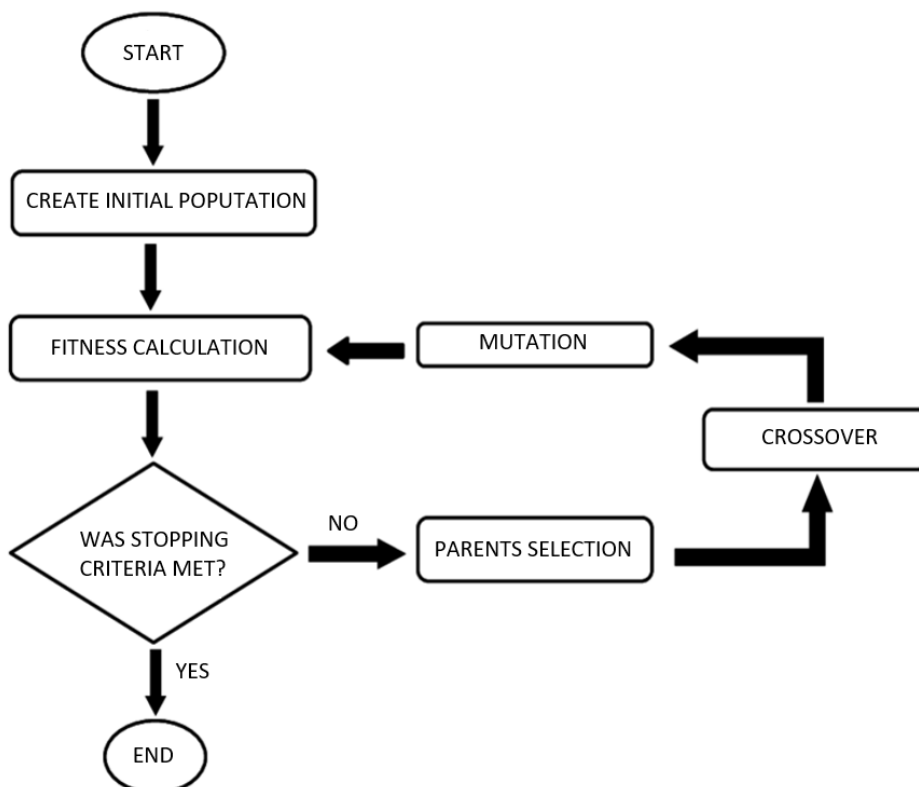 START
CREATE INITIAL POPUTATION
FITNESS CALCULATION
MUTATION
CROSSOVER
WAS STOPPING
CRITERIA MET?
NO
PARENTS SELECTION
YES
END